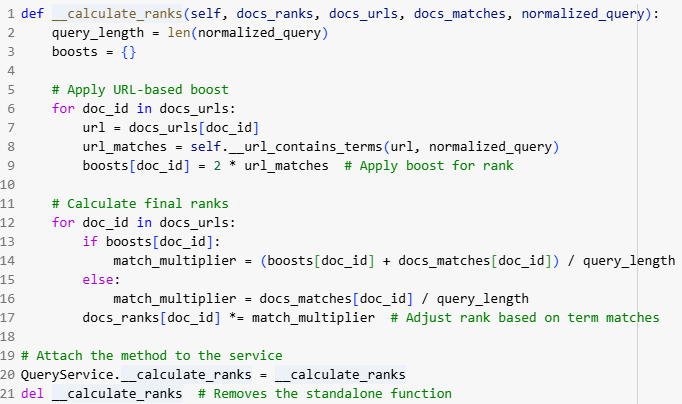 1 def __calculate_ranks(self, docs_ranks, docs_urls, docs_matches, normalized_query):
2     query_length = len(normalized_query)
3     boosts = {}
4
5     # Apply URL-based boost
6     for doc_id in docs_urls:
7         url = docs_urls[doc_id]
8         url_matches = self.__url_contains_terms(url, normalized_query)
9         boosts[doc_id] = 2 * url_matches  # Apply boost for rank
10
11     # Calculate final ranks
12     for doc_id in docs_urls:
13         if boosts[doc_id]:
14             match_multiplier = (boosts[doc_id] + docs_matches[doc_id]) / query_length
15         else:
16             match_multiplier = docs_matches[doc_id] / query_length
17         docs_ranks[doc_id] *= match_multiplier  # Adjust rank based on term matches
18
19 # Attach the method to the service
20 QueryService.__calculate_ranks = __calculate_ranks
21 del __calculate_ranks  # Removes the standalone function